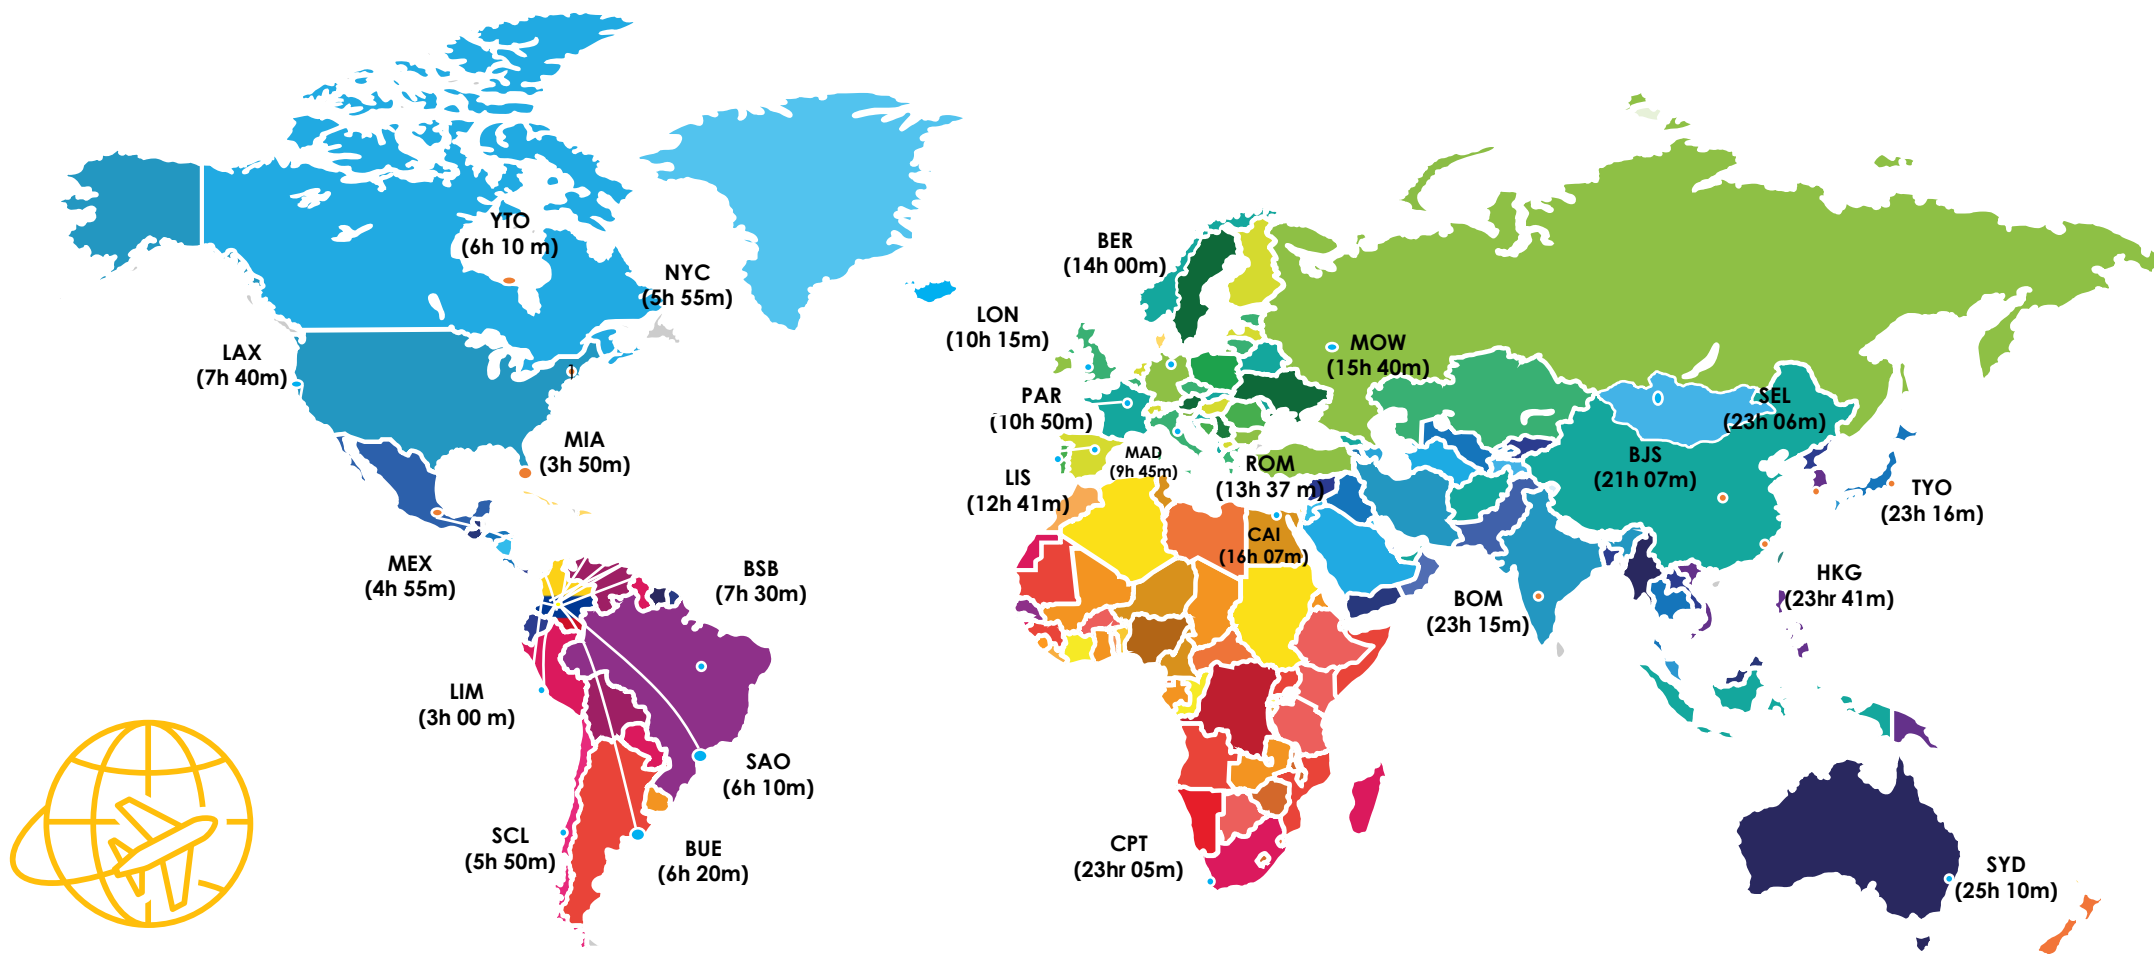 YTO
(6h 10 m)
NYC
(5h 55m)
LAX
(7h 40m)
MIA
(3h 50m)
MEX
(4h 55m)
BSB
(7h 30m)
LIM
(3h 00 m)
SAO
(6h 10m)
SCL
(5h 50m)
BUE
(6h 20m)
BER
(14h 00m)
LON
(10h 15m)
MOW
(15h 40m)
PAR
(10h 50m)
MAD
(9h 45m)
ROM
(13h 37 m)
LIS
(12h 41m)
CAI
(16h 07m)
CPT
(23hr 05m)
SEL
(23h 06m)
BJS
(21h 07m)
TYO
(23h 16m)
HKG
(23hr 41m)
BOM
(23h 15m)
SYD
(25h 10m)